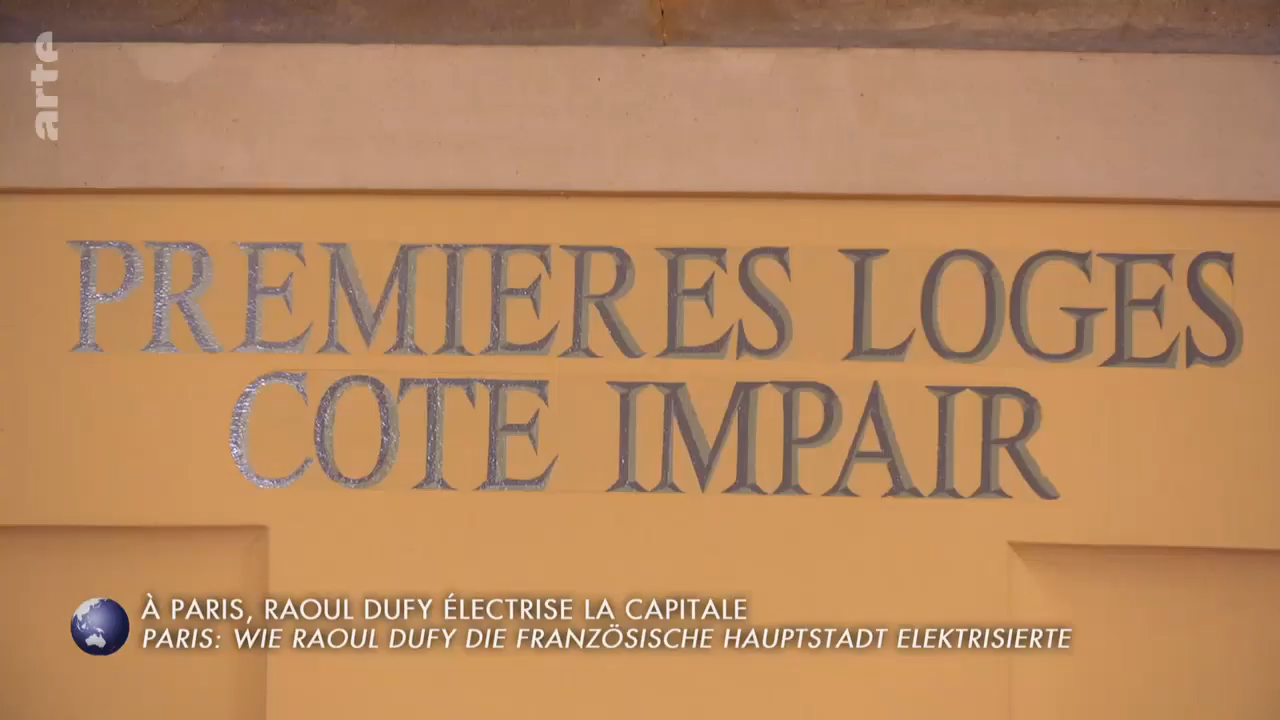 arte
PREMIERES LOGES
COTE IMPAIR
À PARIS, RAOUL DUFY ÉLECTRISE LA CAPITALE
PARIS: WIE RAOUL DUFY DIE FRANZÖSISCHE HAUPTSTADT ELEKTRISIERTE